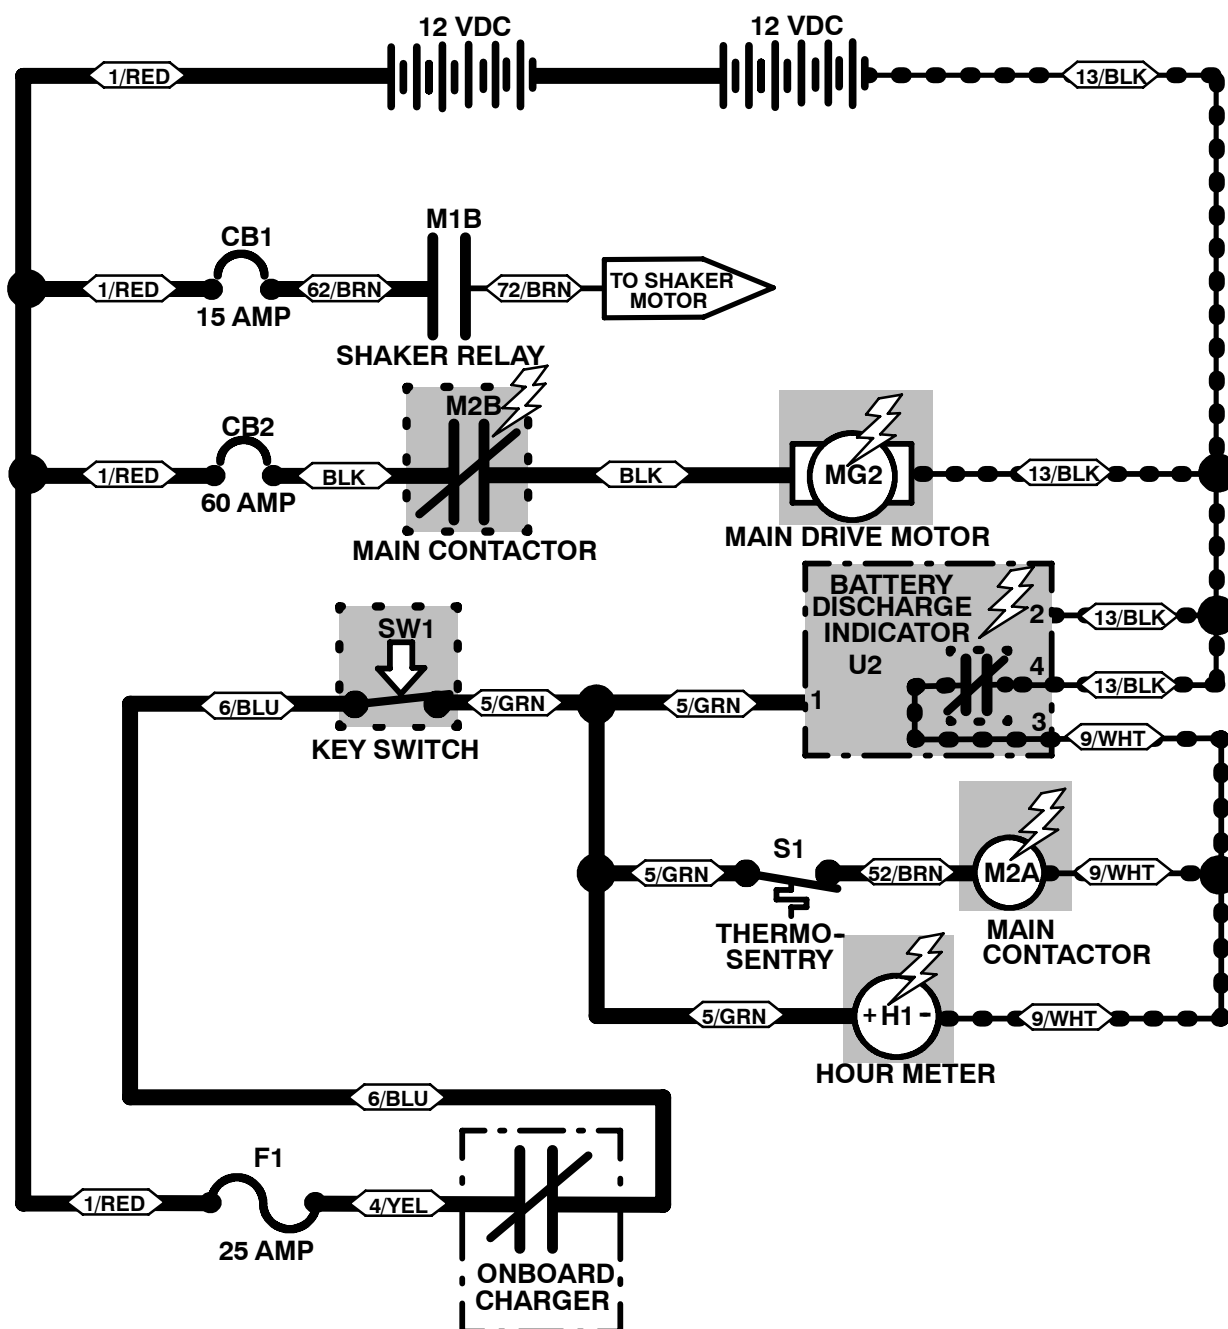 12 VDC
12 VDC
1/RED
13/BLK
M1B
CB1
1/RED
62/BRN
72/BRN
TO SHAKER
MOTOR
15 AMP
SHAKER RELAY
M2B
CB2
1/RED
BLK
BLK
MG2
13/BLK
60 AMP
MAIN CONTACTOR
MAIN DRIVE MOTOR
BATTERY
DISCHARGE
INDICATOR
U2
2
13/BLK
4
13/BLK
SW1
6/BLU
5/GRN
5/GRN
1
3
9/WHT
KEY SWITCH
S1
5/GRN
52/BRN
M2A
9/WHT
THERMO-
SENTRY
MAIN
CONTACTOR
5/GRN
+ H1 -
9/WHT
HOUR METER
6/BLU
F1
1/RED
4/YEL
25 AMP
ONBOARD
CHARGER